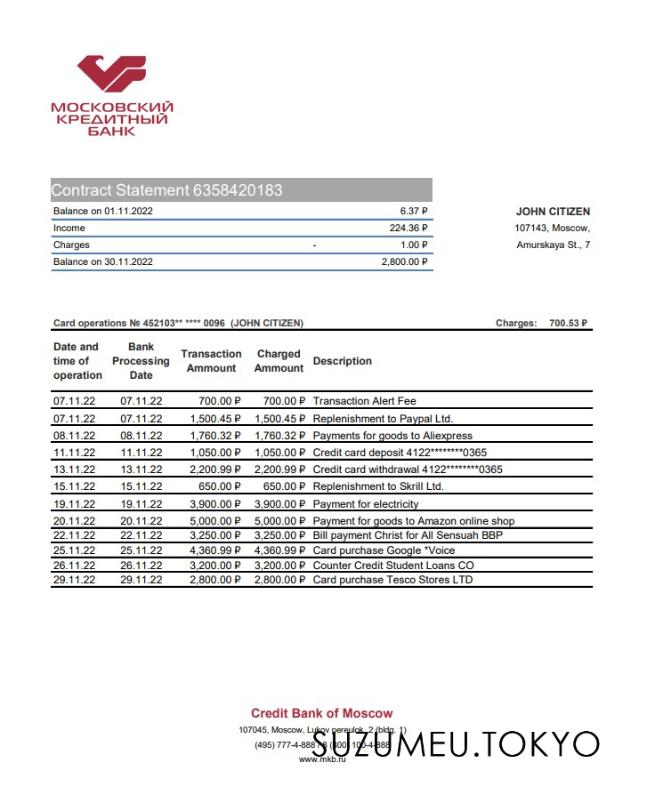 МОСКОВСКИЙ
КРЕДИТНЫЙ
БАНК
Contract Statement 6358420183
Balance on 01.11.2022 6.37 ₽
Income 224.36 ₽
Charges - 1.00 ₽
Balance on 30.11.2022 2,800.00 ₽
JOHN CITIZEN
107143, Moscow,
Amurskaya St., 7
Card operations № 452103** **** 0096 (JOHN CITIZEN) Charges: 700.53 ₽
Date and time of operation Bank Processing Date Transaction Ammount Charged Ammount Description
07.11.22 07.11.22 700.00 ₽ 700.00 ₽ Transaction Alert Fee
07.11.22 07.11.22 1,500.45 ₽ 1,500.45 ₽ Replenishment to Paypal Ltd.
08.11.22 08.11.22 1,760.32 ₽ 1,760.32 ₽ Payments for goods to Aliexpress
11.11.22 11.11.22 1,050.00 ₽ 1,050.00 ₽ Credit card deposit 4122********0365
13.11.22 13.11.22 2,200.99 ₽ 2,200.99 ₽ Credit card withdrawal 4122********0365
15.11.22 15.11.22 650.00 ₽ 650.00 ₽ Replenishment to Skrill Ltd.
19.11.22 19.11.22 3,900.00 ₽ 3,900.00 ₽ Payment for electricity
20.11.22 20.11.22 5,000.00 ₽ 5,000.00 ₽ Payment for goods to Amazon online shop
22.11.22 22.11.22 3,250.00 ₽ 3,250.00 ₽ Bill payment Christ for All Sensuah BBP
25.11.22 25.11.22 4,360.99 ₽ 4,360.99 ₽ Card purchase Google *Voice
26.11.22 26.11.22 3,200.00 ₽ 3,200.00 ₽ Counter Credit Student Loans CO
29.11.22 29.11.22 2,800.00 ₽ 2,800.00 ₽ Card purchase Tesco Stores LTD
Credit Bank of Moscow
107045, Moscow, Lukov pereulok, 2 (bldg. 1)
(495) 777-4-888 / 8 (800) 100-4-888
www.mkb.ru
SUZUMEU.TOKYO